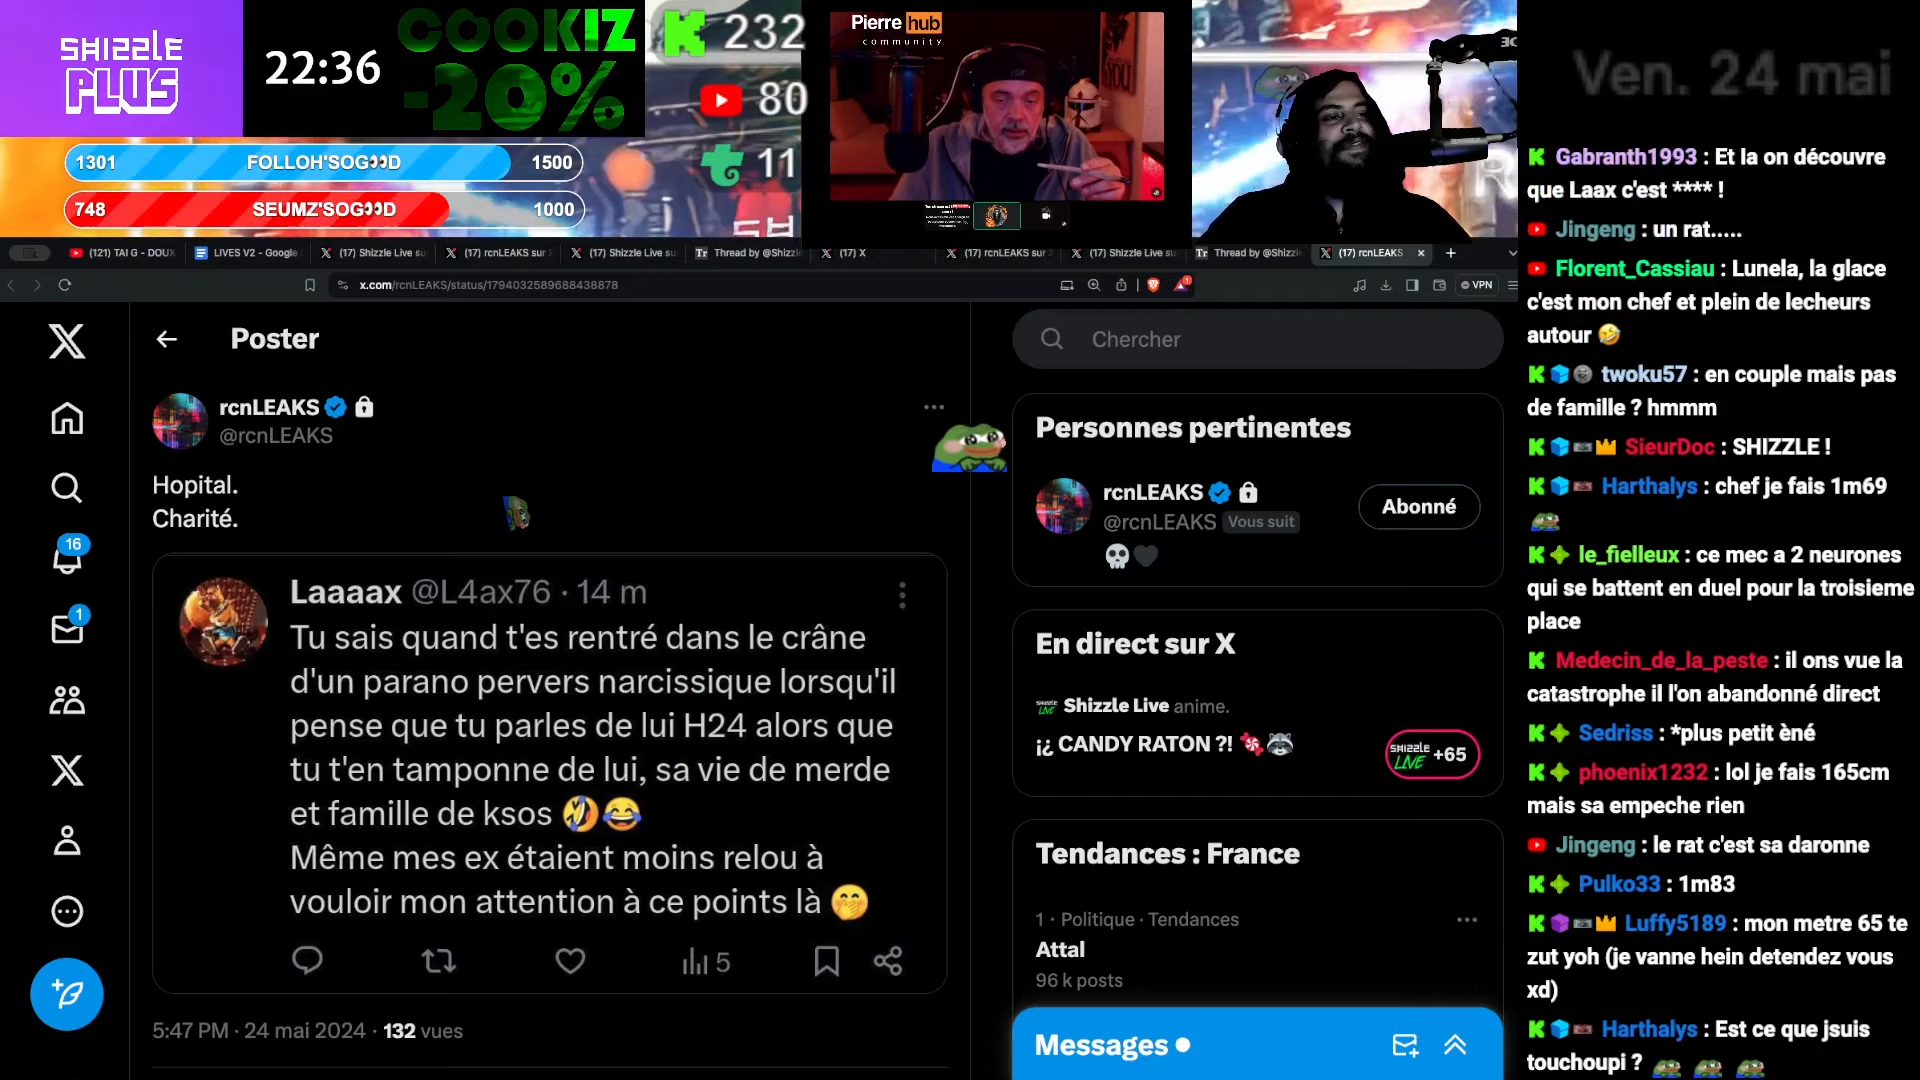 SHIZZLE
PLUS
22:36
COOKIZ
-20%
232
80
11
1301 FOLLOH'SOG👀D 1500
748 SEUMZ'SOG👀D 1000
Pierre hub
community
YOU
Ven. 24 mai
(121) TAI G - DOUX
LIVES V2 - Google
(17) Shizzle Live su
(17) rcnLEAKS sur
(17) Shizzle Live su
Thread by @Shizzle
(17) X
(17) rcnLEAKS sur
(17) Shizzle Live su
Thread by @Shizzle
(17) rcnLEAKS
x.com/rcnLEAKS/status/1794032589688438878
VPN
Poster
rcnLEAKS
@rcnLEAKS
Hopital.
Charité.
Laaaax @L4ax76 · 14 m
Tu sais quand t'es rentré dans le crâne
d'un parano pervers narcissique lorsqu'il
pense que tu parles de lui H24 alors que
tu t'en tamponne de lui, sa vie de merde
et famille de ksos 🤣😂
Même mes ex étaient moins relou à
vouloir mon attention à ce points là 🤭
5
5:47 PM · 24 mai 2024 · 132 vues
16
1
Chercher
Personnes pertinentes
rcnLEAKS
@rcnLEAKS Vous suit
Abonné
💀🖤
En direct sur X
SHIZZLE LIVE Shizzle Live anime.
¡¿ CANDY RATON ?! 🍬🦝
SHIZZLE LIVE +65
Tendances : France
1 · Politique · Tendances
Attal
96 k posts
Messages
Gabranth1993 : Et la on découvre
que Laax c'est **** !
Jingeng : un rat.....
Florent_Cassiau : Lunela, la glace
c'est mon chef et plein de lecheurs
autour 🤣
twoku57 : en couple mais pas
de famille ? hmmm
SieurDoc : SHIZZLE !
Harthalys : chef je fais 1m69
le_fielleux : ce mec a 2 neurones
qui se battent en duel pour la troisieme
place
Medecin_de_la_peste : il ons vue la
catastrophe il l'on abandonné direct
Sedriss : *plus petit èné
phoenix1232 : lol je fais 165cm
mais sa empeche rien
Jingeng : le rat c'est sa daronne
Pulko33 : 1m83
Luffy5189 : mon metre 65 te
zut yoh (je vanne hein detendez vous
xd)
Harthalys : Est ce que jsuis
touchoupi ?